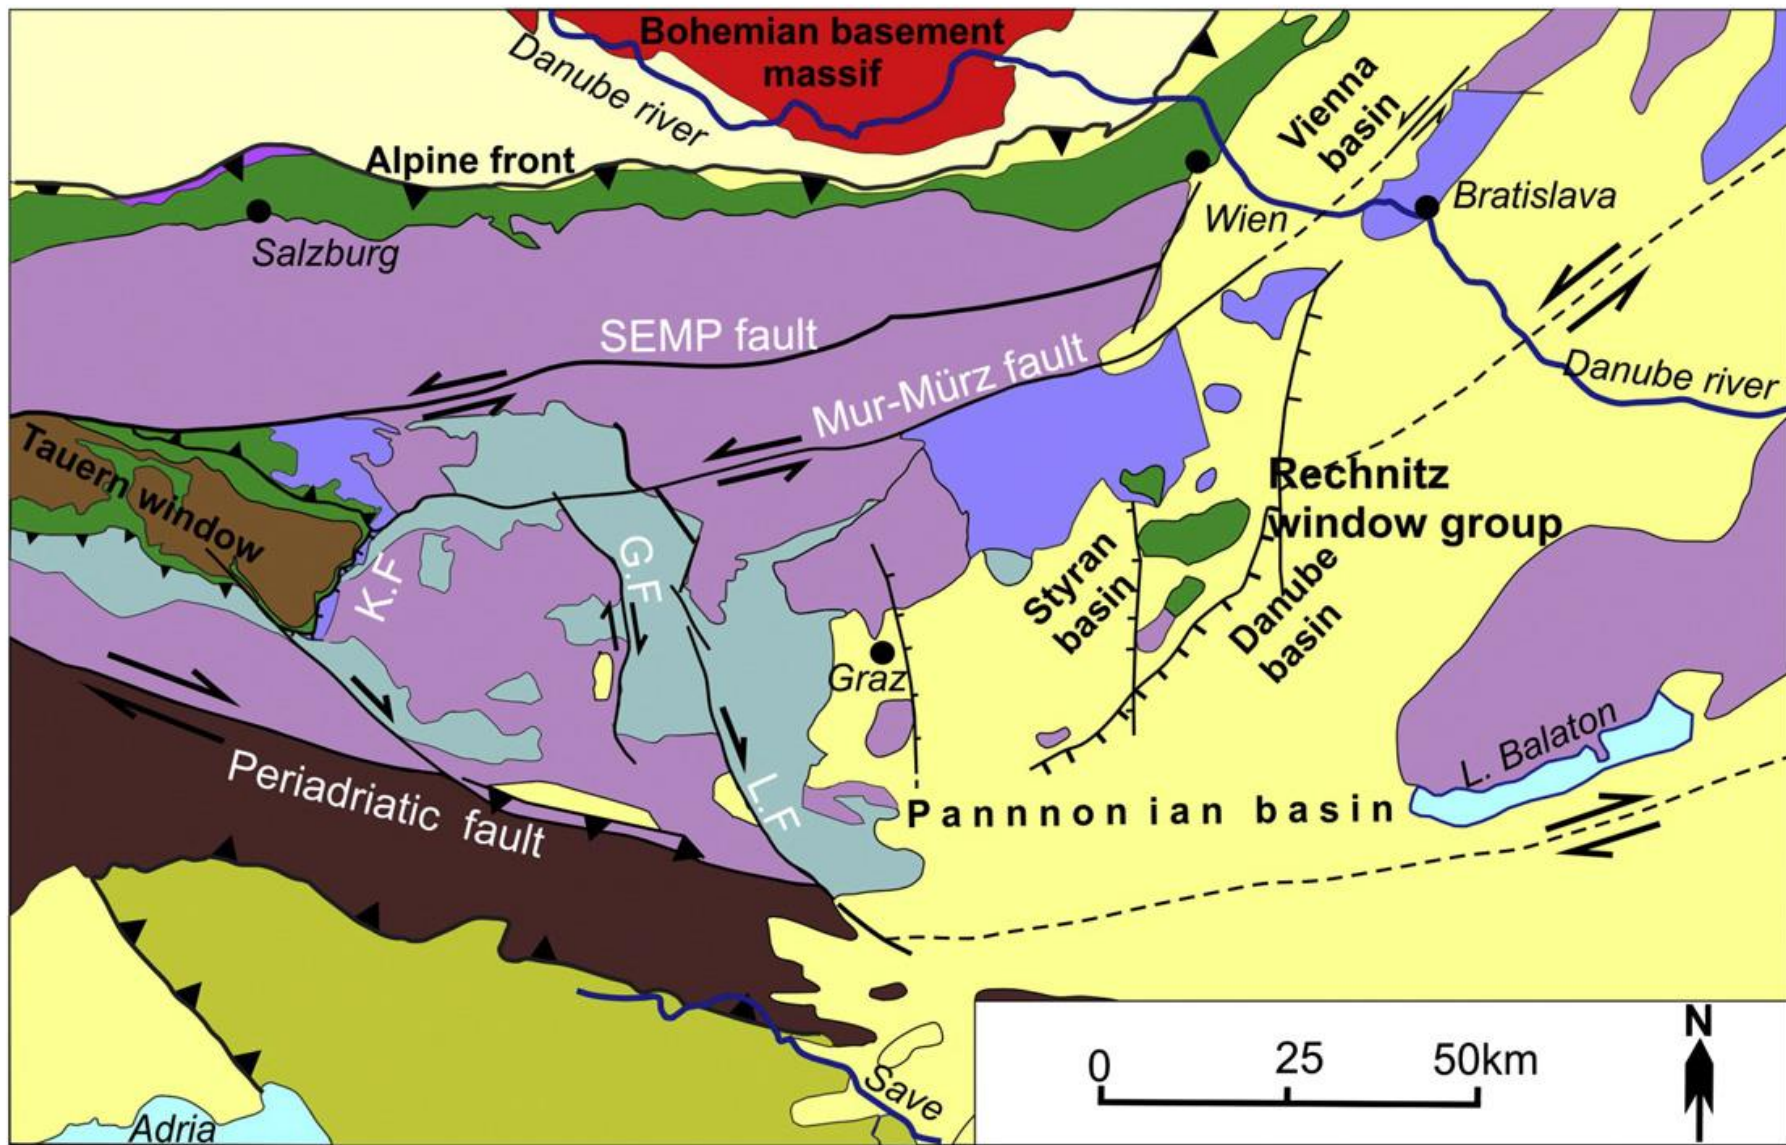 Bohemian basement
massif
Danube river
Alpine front
Vienna
basin
Salzburg
Wien
Bratislava
SEMP fault
Mur-Mürz fault
Danube river
Tauern window
Rechnitz
window group
K.F
G.F
Styran
basin
Danube
basin
Graz
L. Balaton
Periadriatic fault
L.F
Pannnonian basin
Save
Adria
0 25 50km
N